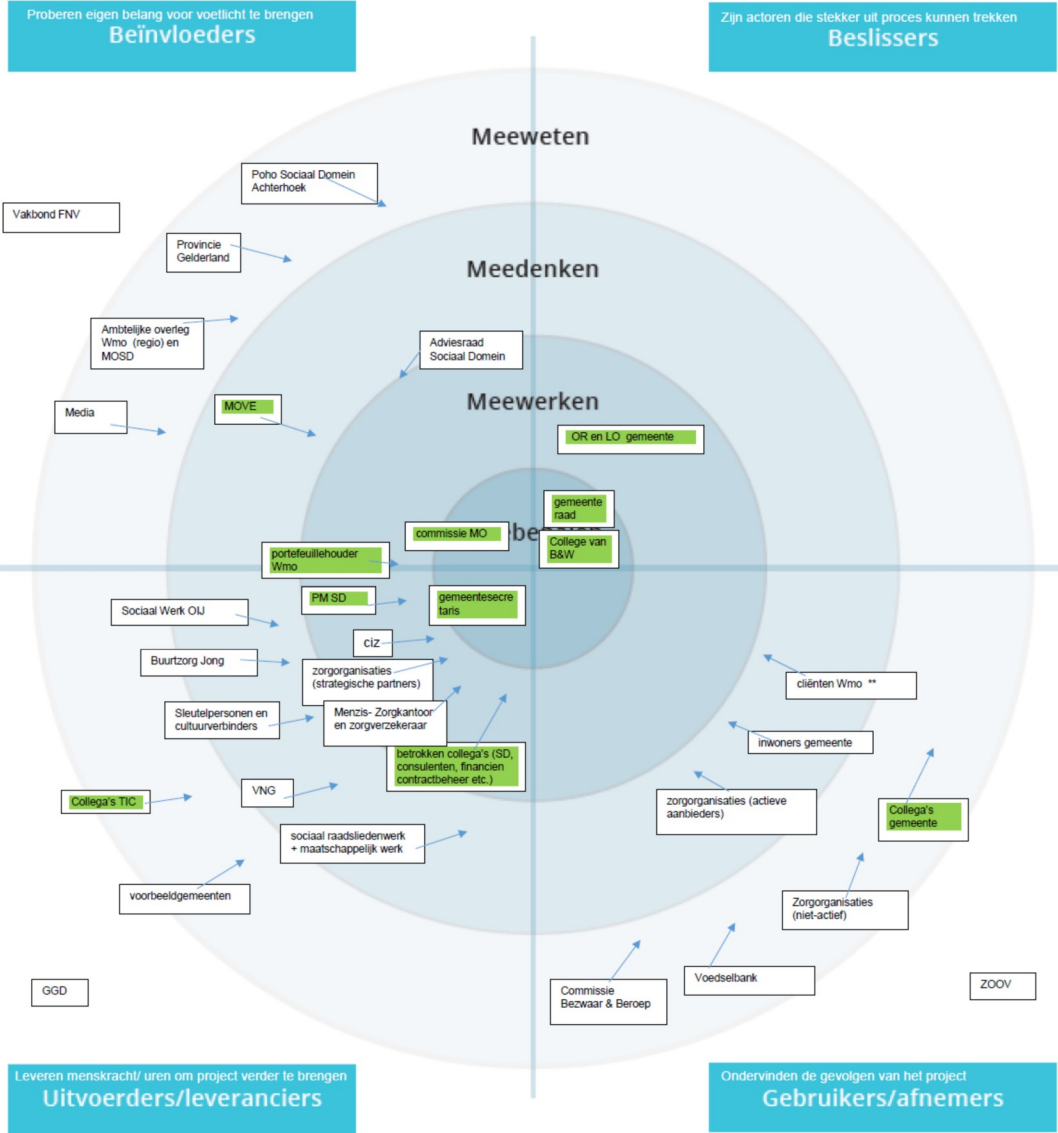 Proberen eigen belang voor voetlicht te brengen
Beïnvloeders
Zijn actoren die stekker uit proces kunnen trekken
Beslissers
Meeweten
Poho Sociaal Domein
Achterhoek
Vakbond FNV
Provincie
Gelderland
Meedenken
Ambtelijke overleg
Wmo (regio) en
MOSD
Adviesraad
Sociaal Domein
Meewerken
MOVE
Media
OR en LO gemeente
gemeente
raad
commissie MO
College van
B&W
portefeuillehouder
Wmo
PM SD
gemeentesecre
taris
Sociaal Werk OIJ
ciz
Buurtzorg Jong
zorgorganisaties
(strategische partners)
cliënten Wmo **
Sleutelpersonen en
cultuurverbinders
Menzis- Zorgkantoor
en zorgverzekeraar
inwoners gemeente
betrokken collega's (SD,
consulenten, financien
contractbeheer etc.)
VNG
Collega's TIC
zorgorganisaties (actieve
aanbieders)
Collega's
gemeente
sociaal raadsliedenwerk
+ maatschappelijk werk
voorbeeldgemeenten
Zorgorganisaties
(niet-actief)
GGD
Commissie
Bezwaar & Beroep
Voedselbank
ZOOV
Leveren menskracht/ uren om project verder te brengen
Uitvoerders/leveranciers
Ondervinden de gevolgen van het project
Gebruikers/afnemers